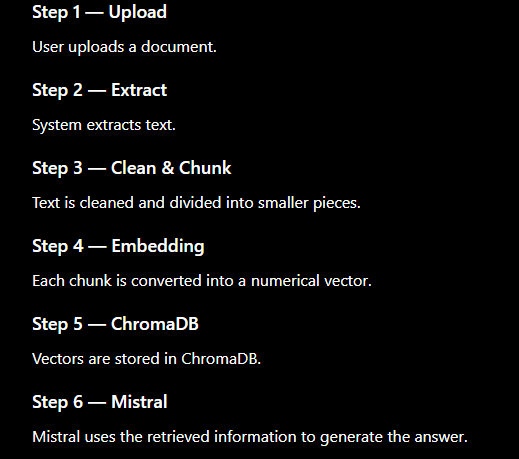 Step 1 — Upload
User uploads a document.
Step 2 — Extract
System extracts text.
Step 3 — Clean & Chunk
Text is cleaned and divided into smaller pieces.
Step 4 — Embedding
Each chunk is converted into a numerical vector.
Step 5 — ChromaDB
Vectors are stored in ChromaDB.
Step 6 — Mistral
Mistral uses the retrieved information to generate the answer.